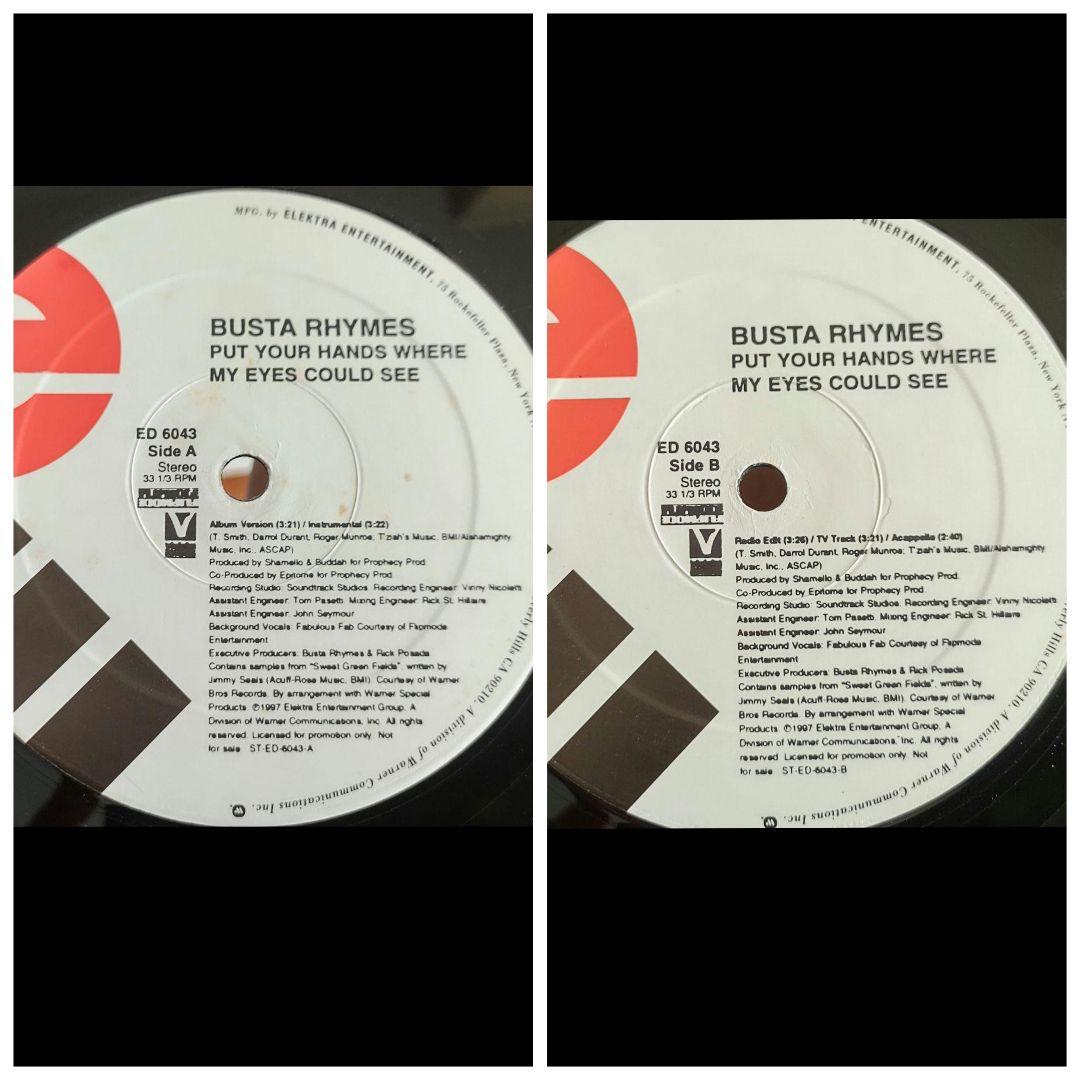 MFG. by ELEKTRA ENTERTAINMENT, 75 Rockefeller Plaza, New York
BUSTA RHYMES
PUT YOUR HANDS WHERE
MY EYES COULD SEE
ED 6043
Side A
Stereo
33 1/3 RPM
Album Version (3:21) / Instrumental (3:22)
(T. Smith, Darrol Durant, Roger Munroe; T'ziah's Music, BMI/Aishamighty
Music, Inc., ASCAP)
Produced by Shamello & Buddah for Prophecy Prod.
Co-Produced by Epitome for Prophecy Prod.
Recording Studio: Soundtrack Studios. Recording Engineer: Vinny Nicoletti
Assistant Engineer: Tom Pasetti. Mixing Engineer: Rick St. Hillaire
Assistant Engineer: John Seymour
Background Vocals: Fabulous Fab Courtesy of Flipmode
Entertainment
Executive Producers: Busta Rhymes & Rick Posada
Contains samples from "Sweet Green Fields", written by
Jimmy Seals (Acuff-Rose Music, BMI). Courtesy of Warner
Bros Records. By arrangement with Warner Special
Products. ℗1997 Elektra Entertainment Group, A
Division of Warner Communications, Inc. All rights
reserved. Licensed for promotion only. Not
for sale ST-ED-6043-A
erly Hills CA 90210. A division of Warner Communications Inc.
ENTERTAINMENT, 75 Rockefeller Plaza, New York
BUSTA RHYMES
PUT YOUR HANDS WHERE
MY EYES COULD SEE
ED 6043
Side B
Stereo
33 1/3 RPM
Radio Edit (3:26) / TV Track (3:21) / Acappella (2:40)
(T. Smith, Darrol Durant, Roger Munroe; T'ziah's Music, BMI/Aishamighty
Music, Inc., ASCAP)
Produced by Shamello & Buddah for Prophecy Prod.
Co-Produced by Epitome for Prophecy Prod.
Recording Studio: Soundtrack Studios. Recording Engineer: Vinny Nicoletti
Assistant Engineer: Tom Pasetti. Mixing Engineer: Rick St. Hillaire
Assistant Engineer: John Seymour
Background Vocals: Fabulous Fab Courtesy of Flipmode
Entertainment
Executive Producers: Busta Rhymes & Rick Posada
Contains samples from "Sweet Green Fields", written by
Jimmy Seals (Acuff-Rose Music, BMI). Courtesy of Warner
Bros Records. By arrangement with Warner Special
Products. ℗1997 Elektra Entertainment Group, A
Division of Warner Communications, Inc. All rights
reserved. Licensed for promotion only. Not
for sale ST-ED-6043-B
erly Hills CA 90210. A division of Warner Communications Inc.